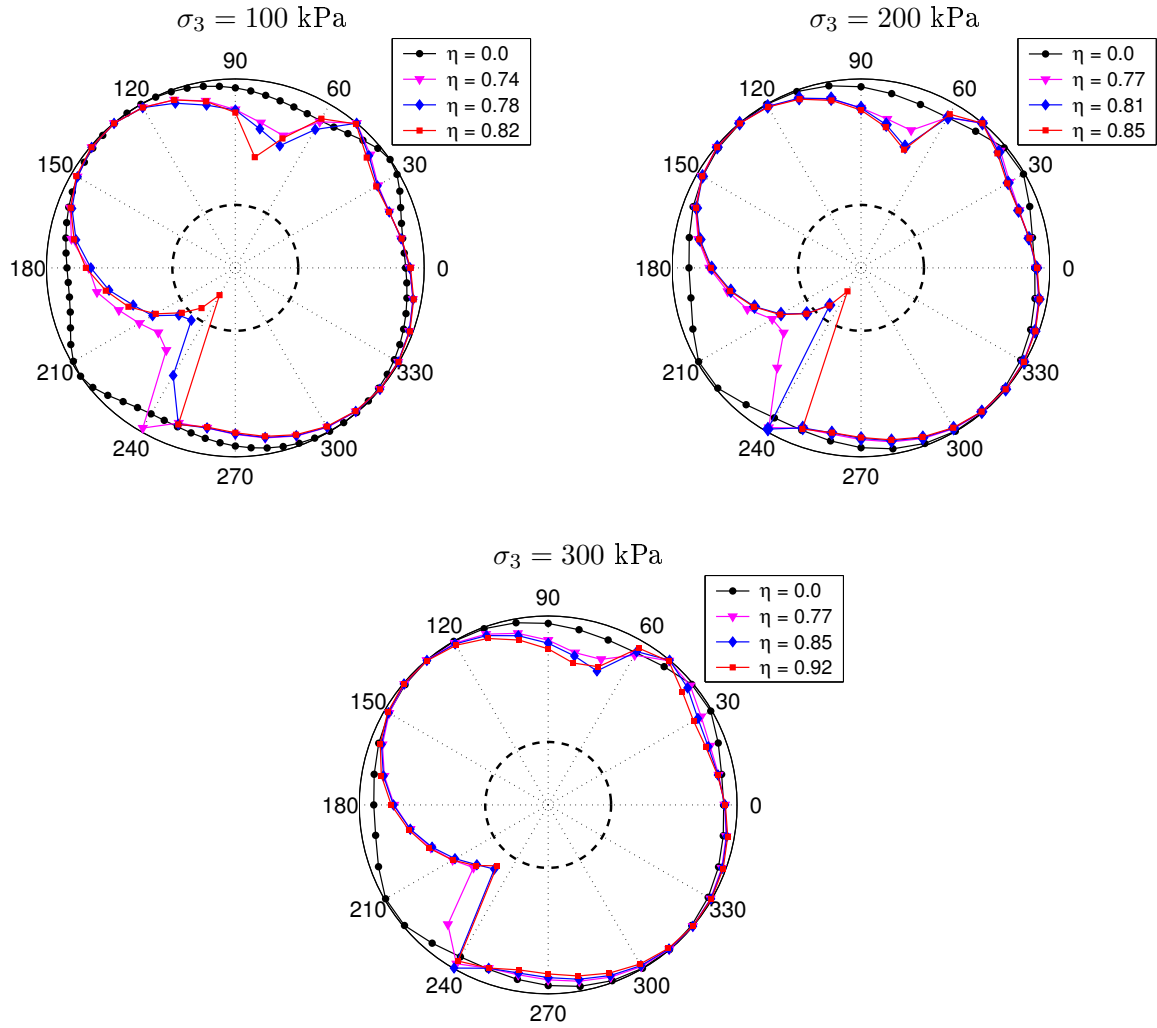 σ3 = 100 kPa
η = 0.0
η = 0.74
η = 0.78
η = 0.82
90
120
60
150
30
180
0
210
330
240
300
270
σ3 = 200 kPa
η = 0.0
η = 0.77
η = 0.81
η = 0.85
90
120
60
150
30
180
0
210
330
240
300
270
σ3 = 300 kPa
η = 0.0
η = 0.77
η = 0.85
η = 0.92
90
120
60
150
30
180
0
210
330
240
300
270